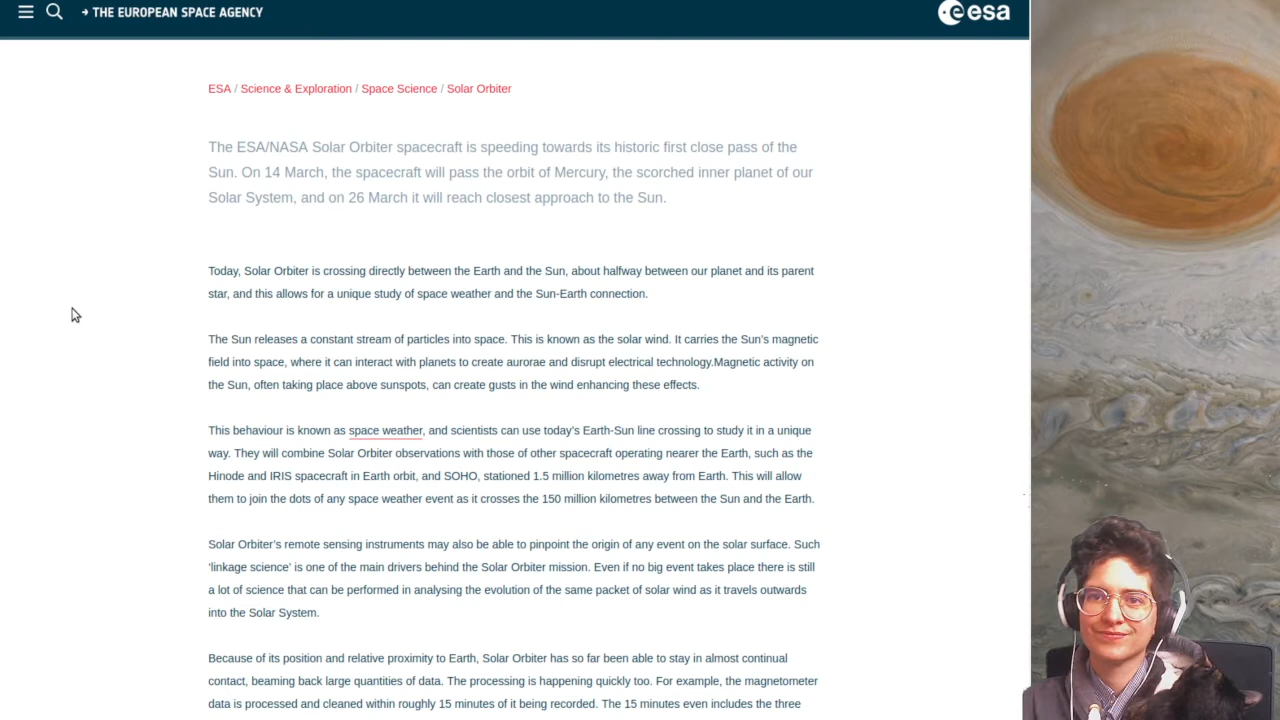 → THE EUROPEAN SPACE AGENCY
esa
ESA / Science & Exploration / Space Science / Solar Orbiter
The ESA/NASA Solar Orbiter spacecraft is speeding towards its historic first close pass of the
Sun. On 14 March, the spacecraft will pass the orbit of Mercury, the scorched inner planet of our
Solar System, and on 26 March it will reach closest approach to the Sun.
Today, Solar Orbiter is crossing directly between the Earth and the Sun, about halfway between our planet and its parent
star, and this allows for a unique study of space weather and the Sun-Earth connection.
The Sun releases a constant stream of particles into space. This is known as the solar wind. It carries the Sun’s magnetic
field into space, where it can interact with planets to create aurorae and disrupt electrical technology.Magnetic activity on
the Sun, often taking place above sunspots, can create gusts in the wind enhancing these effects.
This behaviour is known as space weather, and scientists can use today’s Earth-Sun line crossing to study it in a unique
way. They will combine Solar Orbiter observations with those of other spacecraft operating nearer the Earth, such as the
Hinode and IRIS spacecraft in Earth orbit, and SOHO, stationed 1.5 million kilometres away from Earth. This will allow
them to join the dots of any space weather event as it crosses the 150 million kilometres between the Sun and the Earth.
Solar Orbiter’s remote sensing instruments may also be able to pinpoint the origin of any event on the solar surface. Such
‘linkage science’ is one of the main drivers behind the Solar Orbiter mission. Even if no big event takes place there is still
a lot of science that can be performed in analysing the evolution of the same packet of solar wind as it travels outwards
into the Solar System.
Because of its position and relative proximity to Earth, Solar Orbiter has so far been able to stay in almost continual
contact, beaming back large quantities of data. The processing is happening quickly too. For example, the magnetometer
data is processed and cleaned within roughly 15 minutes of it being recorded. The 15 minutes even includes the three